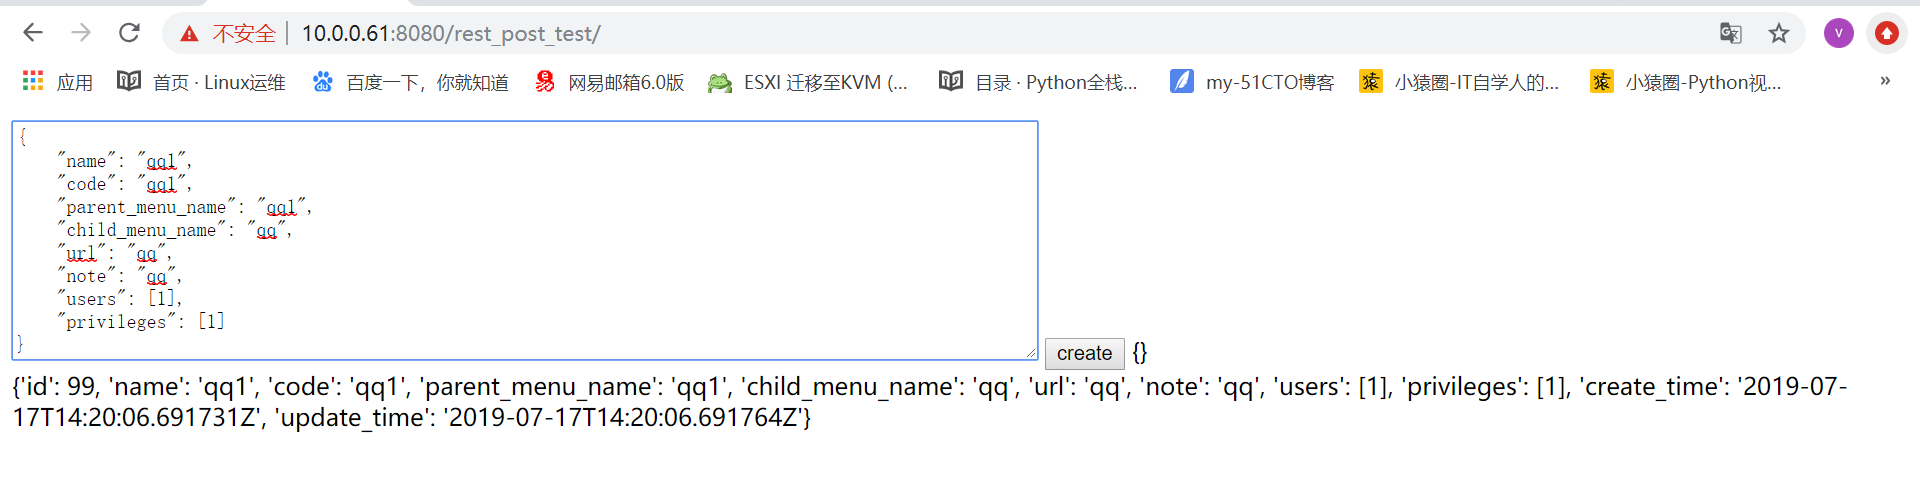 不安全 10.0.0.61:8080/rest_post_test/ v
应用 首页 · Linux运维 百度一下，你就知道 网易邮箱6.0版 ESXI 迁移至KVM (... 目录 · Python全栈... my-51CTO博客 小猿圈-IT自学人的... 小猿圈-Python视... »
{
"name": "qq1",
"code": "qq1",
"parent_menu_name": "qq1",
"child_menu_name": "qq",
"url": "qq",
"note": "qq",
"users": [1],
"privileges": [1]
}
create {}
{'id': 99, 'name': 'qq1', 'code': 'qq1', 'parent_menu_name': 'qq1', 'child_menu_name': 'qq', 'url': 'qq', 'note': 'qq', 'users': [1], 'privileges': [1], 'create_time': '2019-07-
17T14:20:06.691731Z', 'update_time': '2019-07-17T14:20:06.691764Z'}